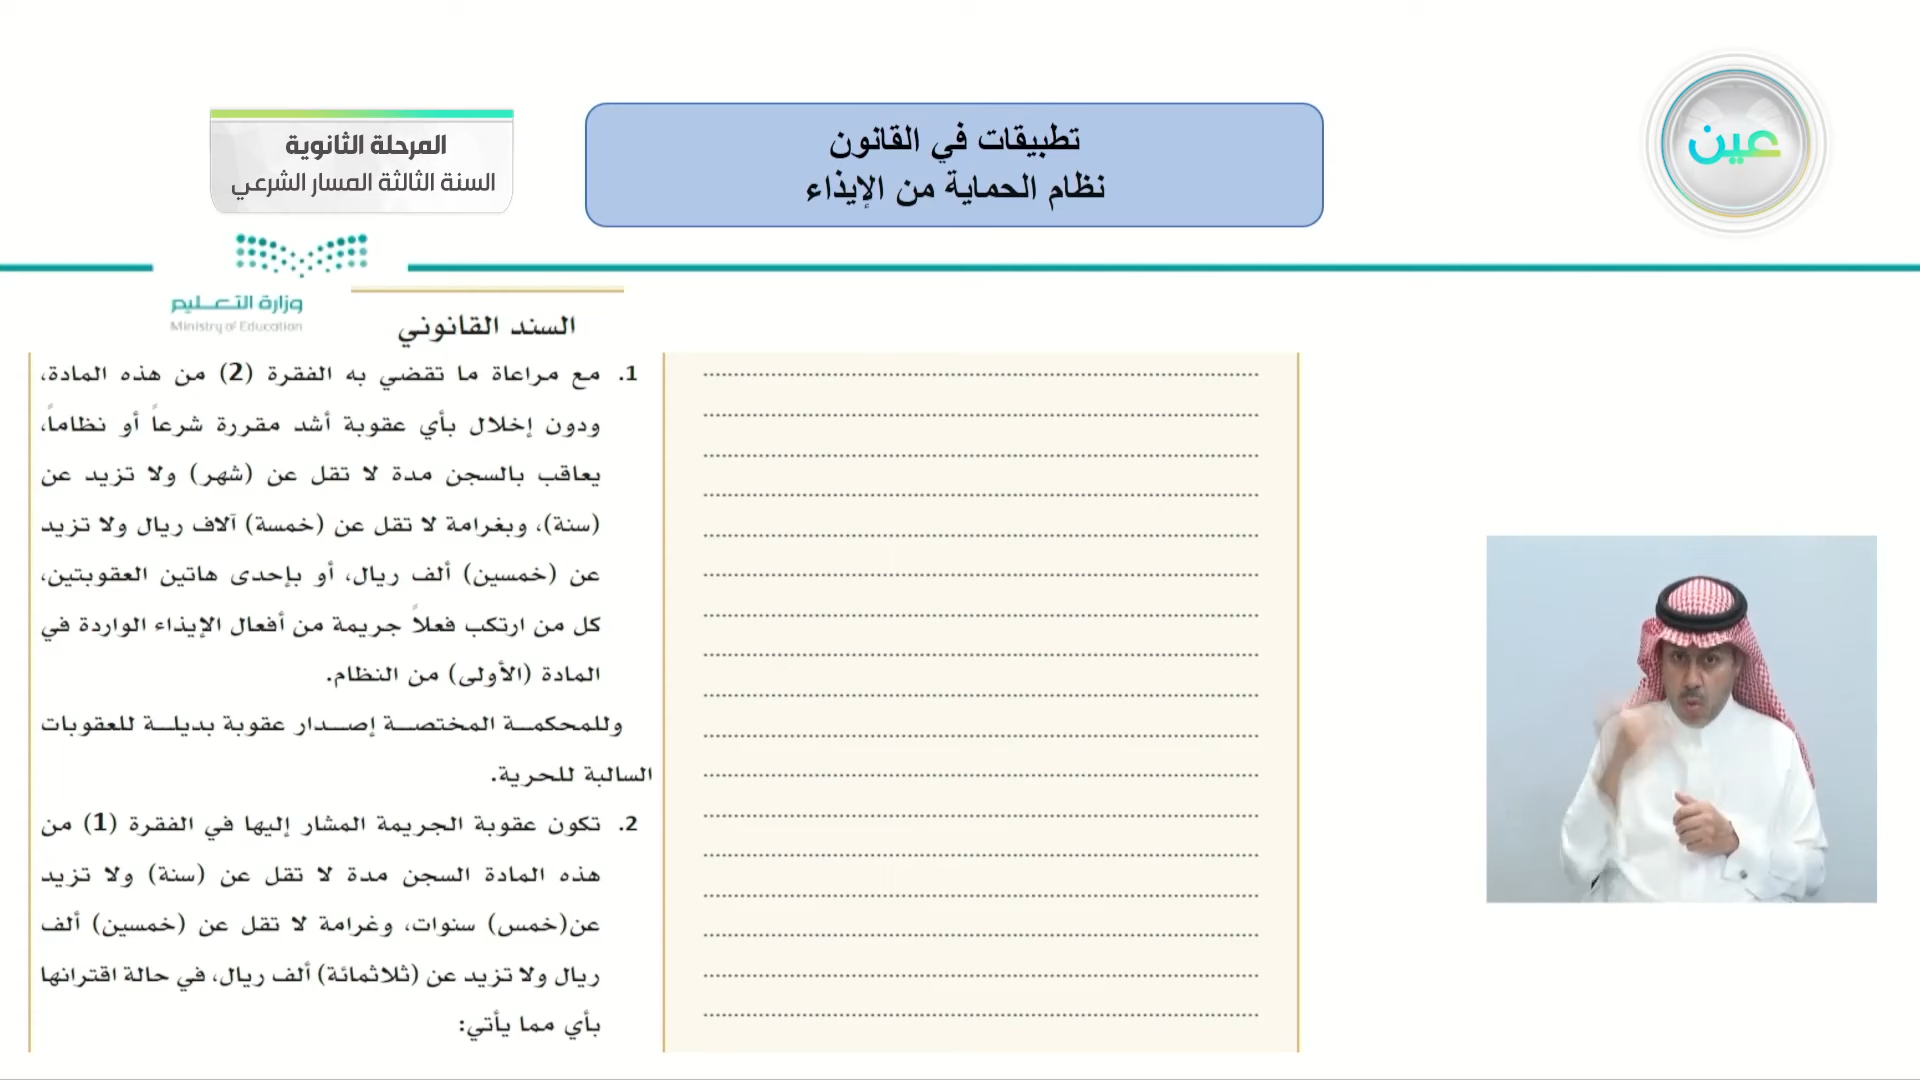 عين
تطبيقات في القانون
نظام الحماية من الإيذاء
المرحلة الثانوية
السنة الثالثة المسار الشرعي
وزارة التعليم
Ministry of Education
السند القانوني
1. مع مراعاة ما تقضي به الفقرة (2) من هذه المادة،
ودون إخلال بأي عقوبة أشد مقررة شرعاً أو نظاماً،
يعاقب بالسجن مدة لا تقل عن (شهر) ولا تزيد عن
(سنة)، وبغرامة لا تقل عن (خمسة) آلاف ريال ولا تزيد
عن (خمسين) ألف ريال، أو بإحدى هاتين العقوبتين،
كل من ارتكب فعلاً جريمة من أفعال الإيذاء الواردة في
المادة (الأولى) من النظام.
وللمحكمة المختصة إصدار عقوبة بديلة للعقوبات
السالبة للحرية.
2. تكون عقوبة الجريمة المشار إليها في الفقرة (1) من
هذه المادة السجن مدة لا تقل عن (سنة) ولا تزيد
عن(خمس) سنوات، وغرامة لا تقل عن (خمسين) ألف
ريال ولا تزيد عن (ثلاثمائة) ألف ريال، في حالة اقترانها
بأي مما يأتي: